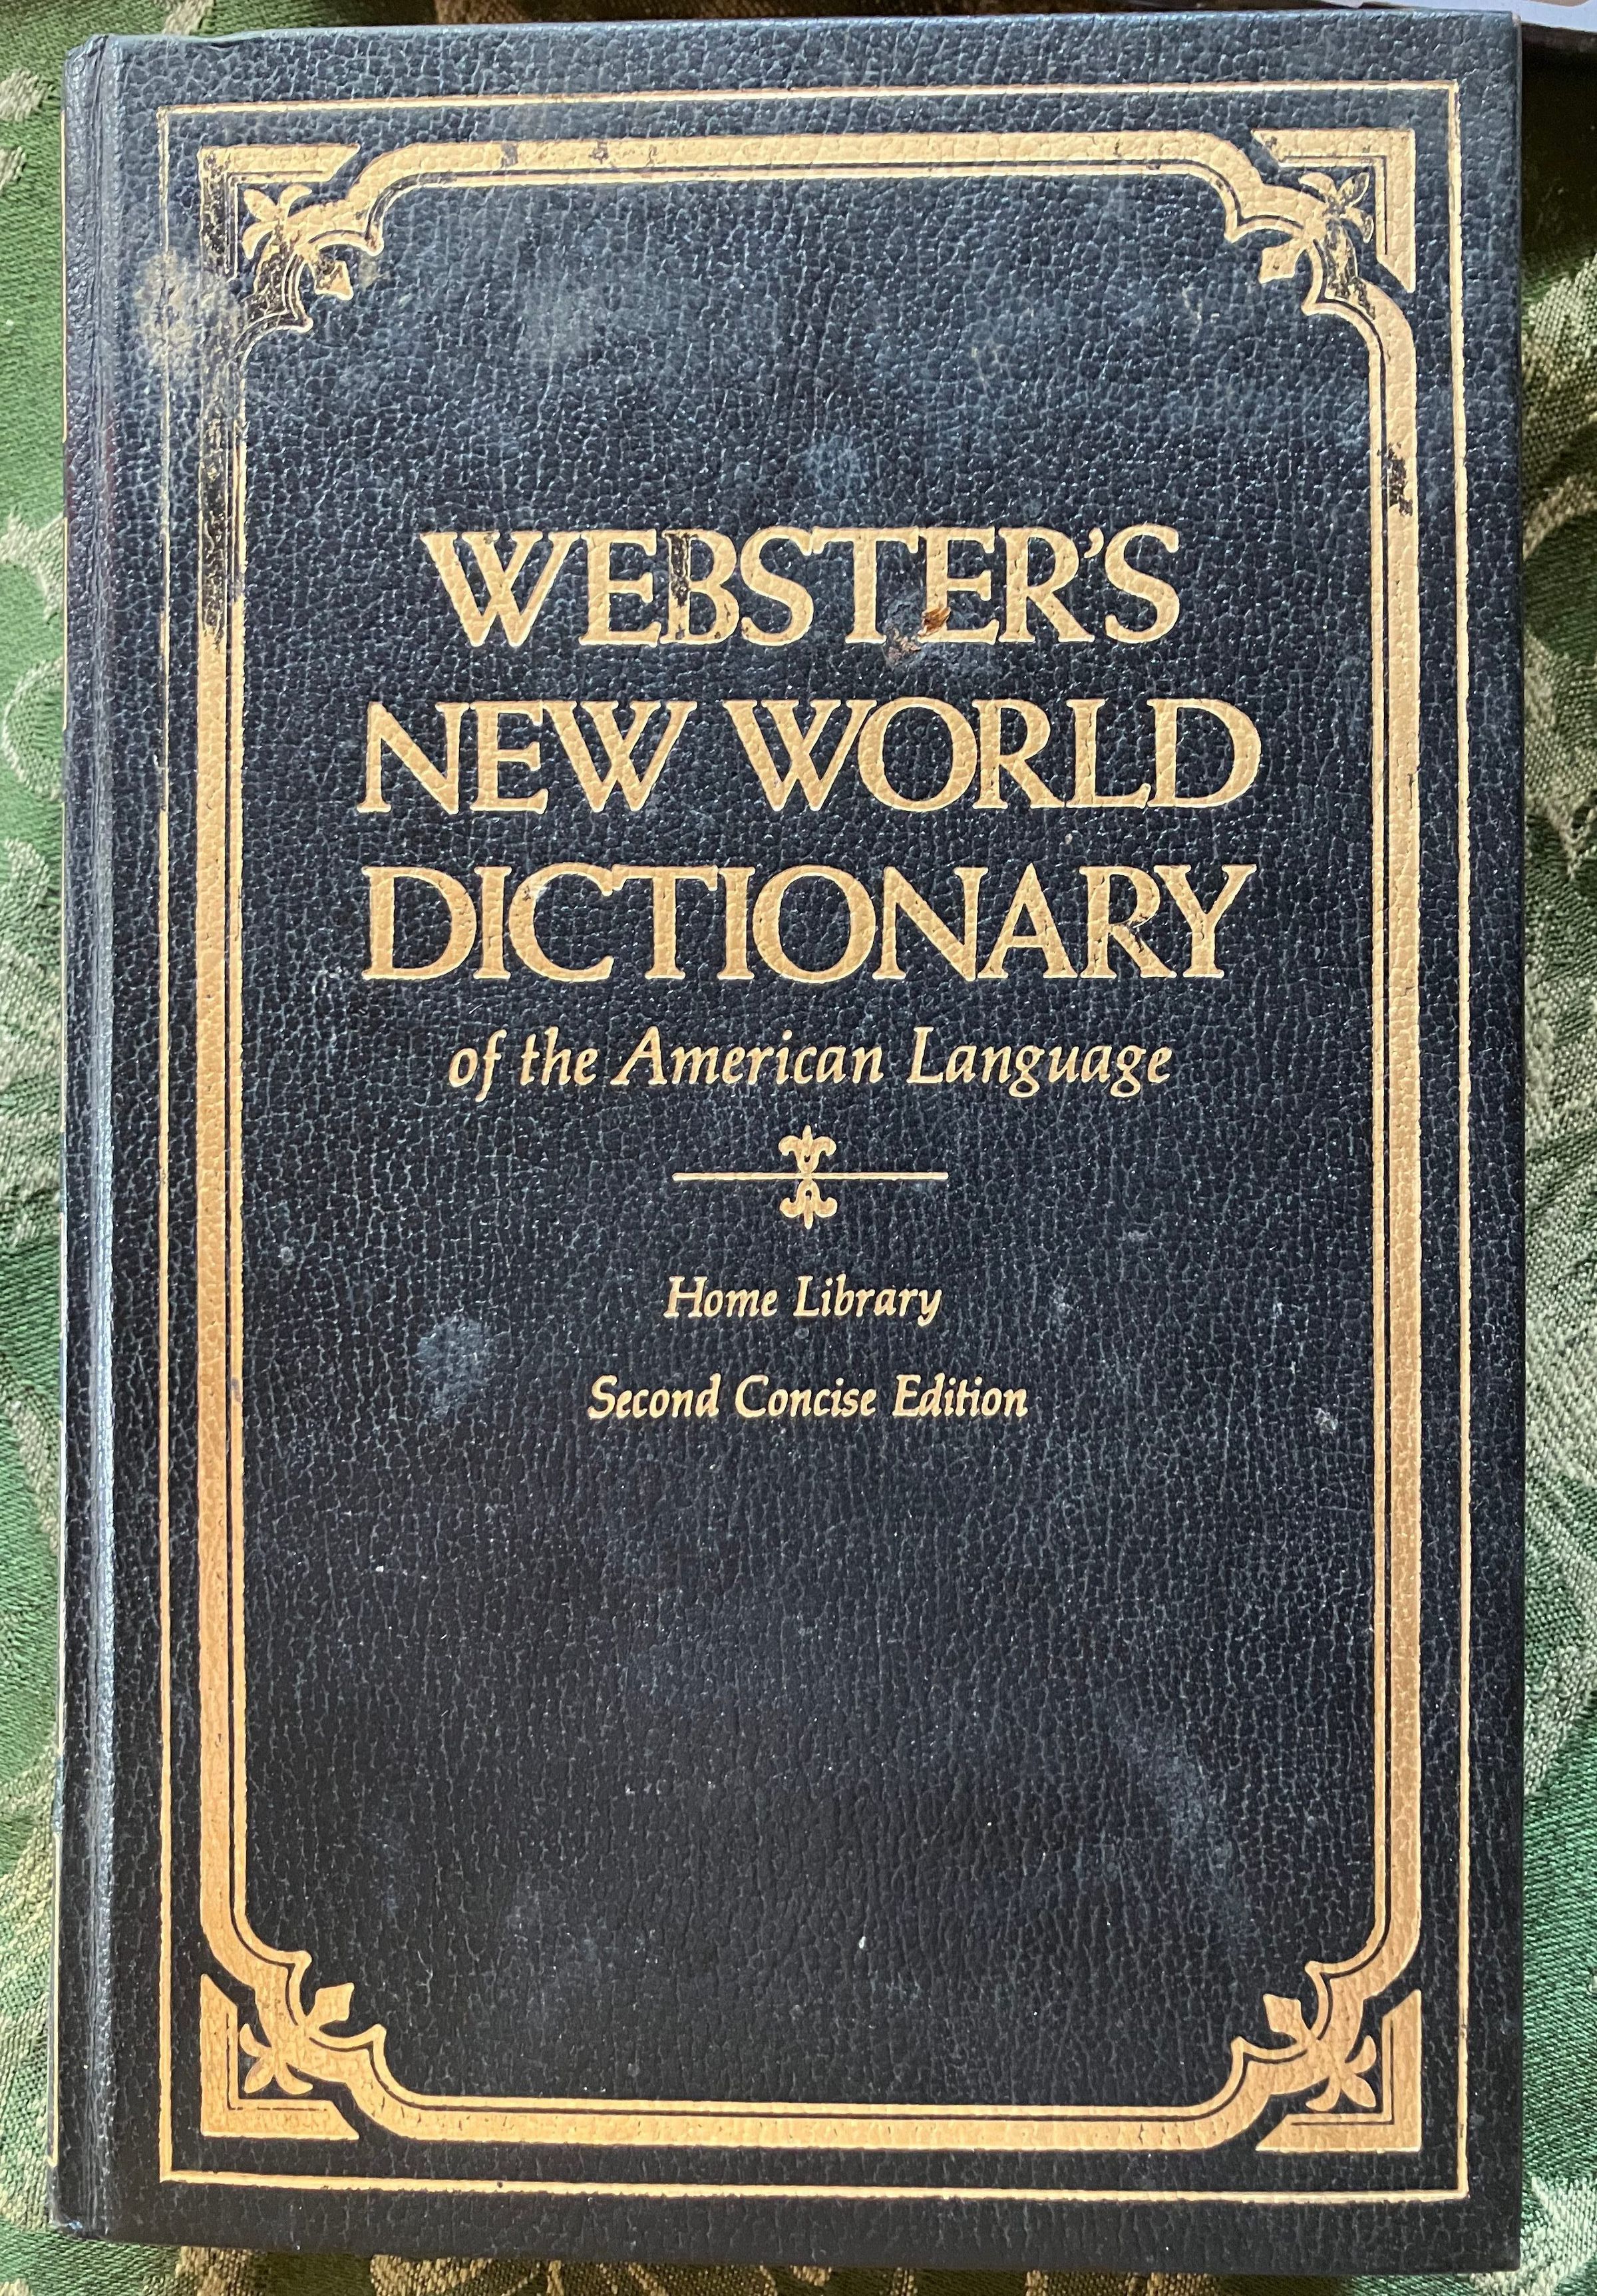 WEBSTER'S
NEW WORLD
DICTIONARY
of the American Language
Home Library
Second Concise Edition